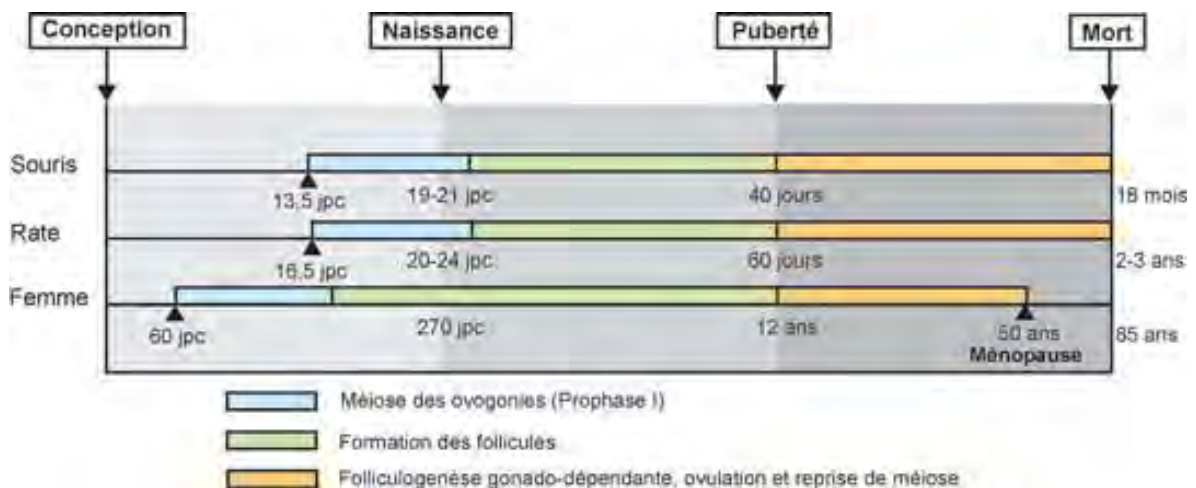 Conception Naissance Puberté Mort
Souris
13,5 jpc 19-21 jpc 40 jours 18 mois
Rate
16,5 jpc 20-24 jpc 60 jours 2-3 ans
Femme
60 jpc 270 jpc 12 ans 50 ans 85 ans
Ménopause
Méiose des ovogonies (Prophase I)
Formation des follicules
Folliculogenèse gonado-dépendante, ovulation et reprise de méiose